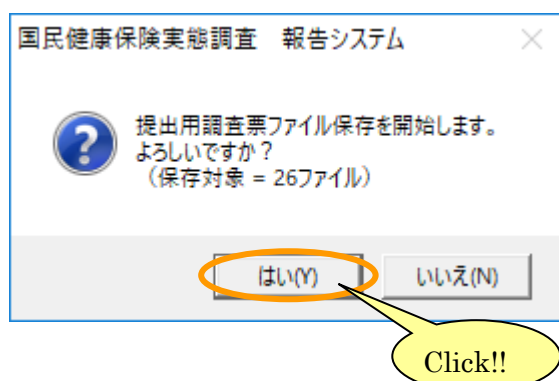 国民健康保険実態調査　報告システム
提出用調査票ファイル保存を開始します。
よろしいですか？
（保存対象 = 26ファイル）
はい(Y)
いいえ(N)
Click!!